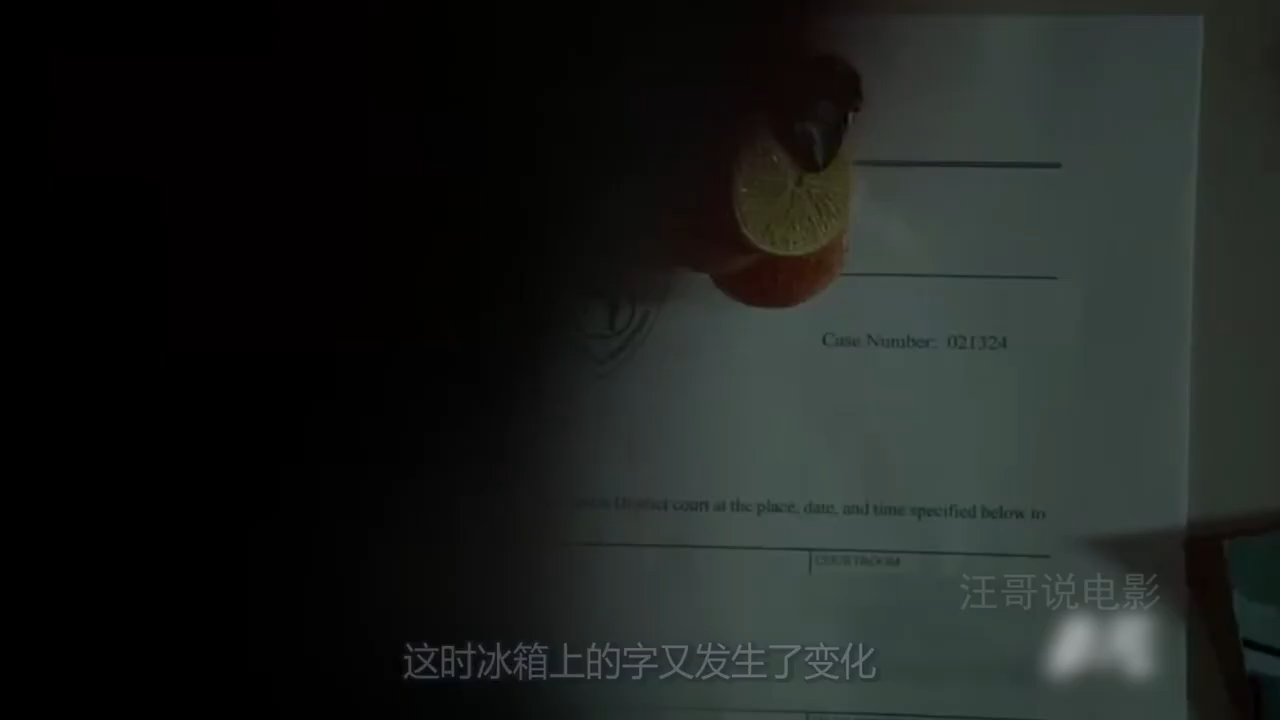 Case Number: 021324
District court at the place, date, and time specified below to
COURTROOM
汪哥说电影
这时冰箱上的字又发生了变化